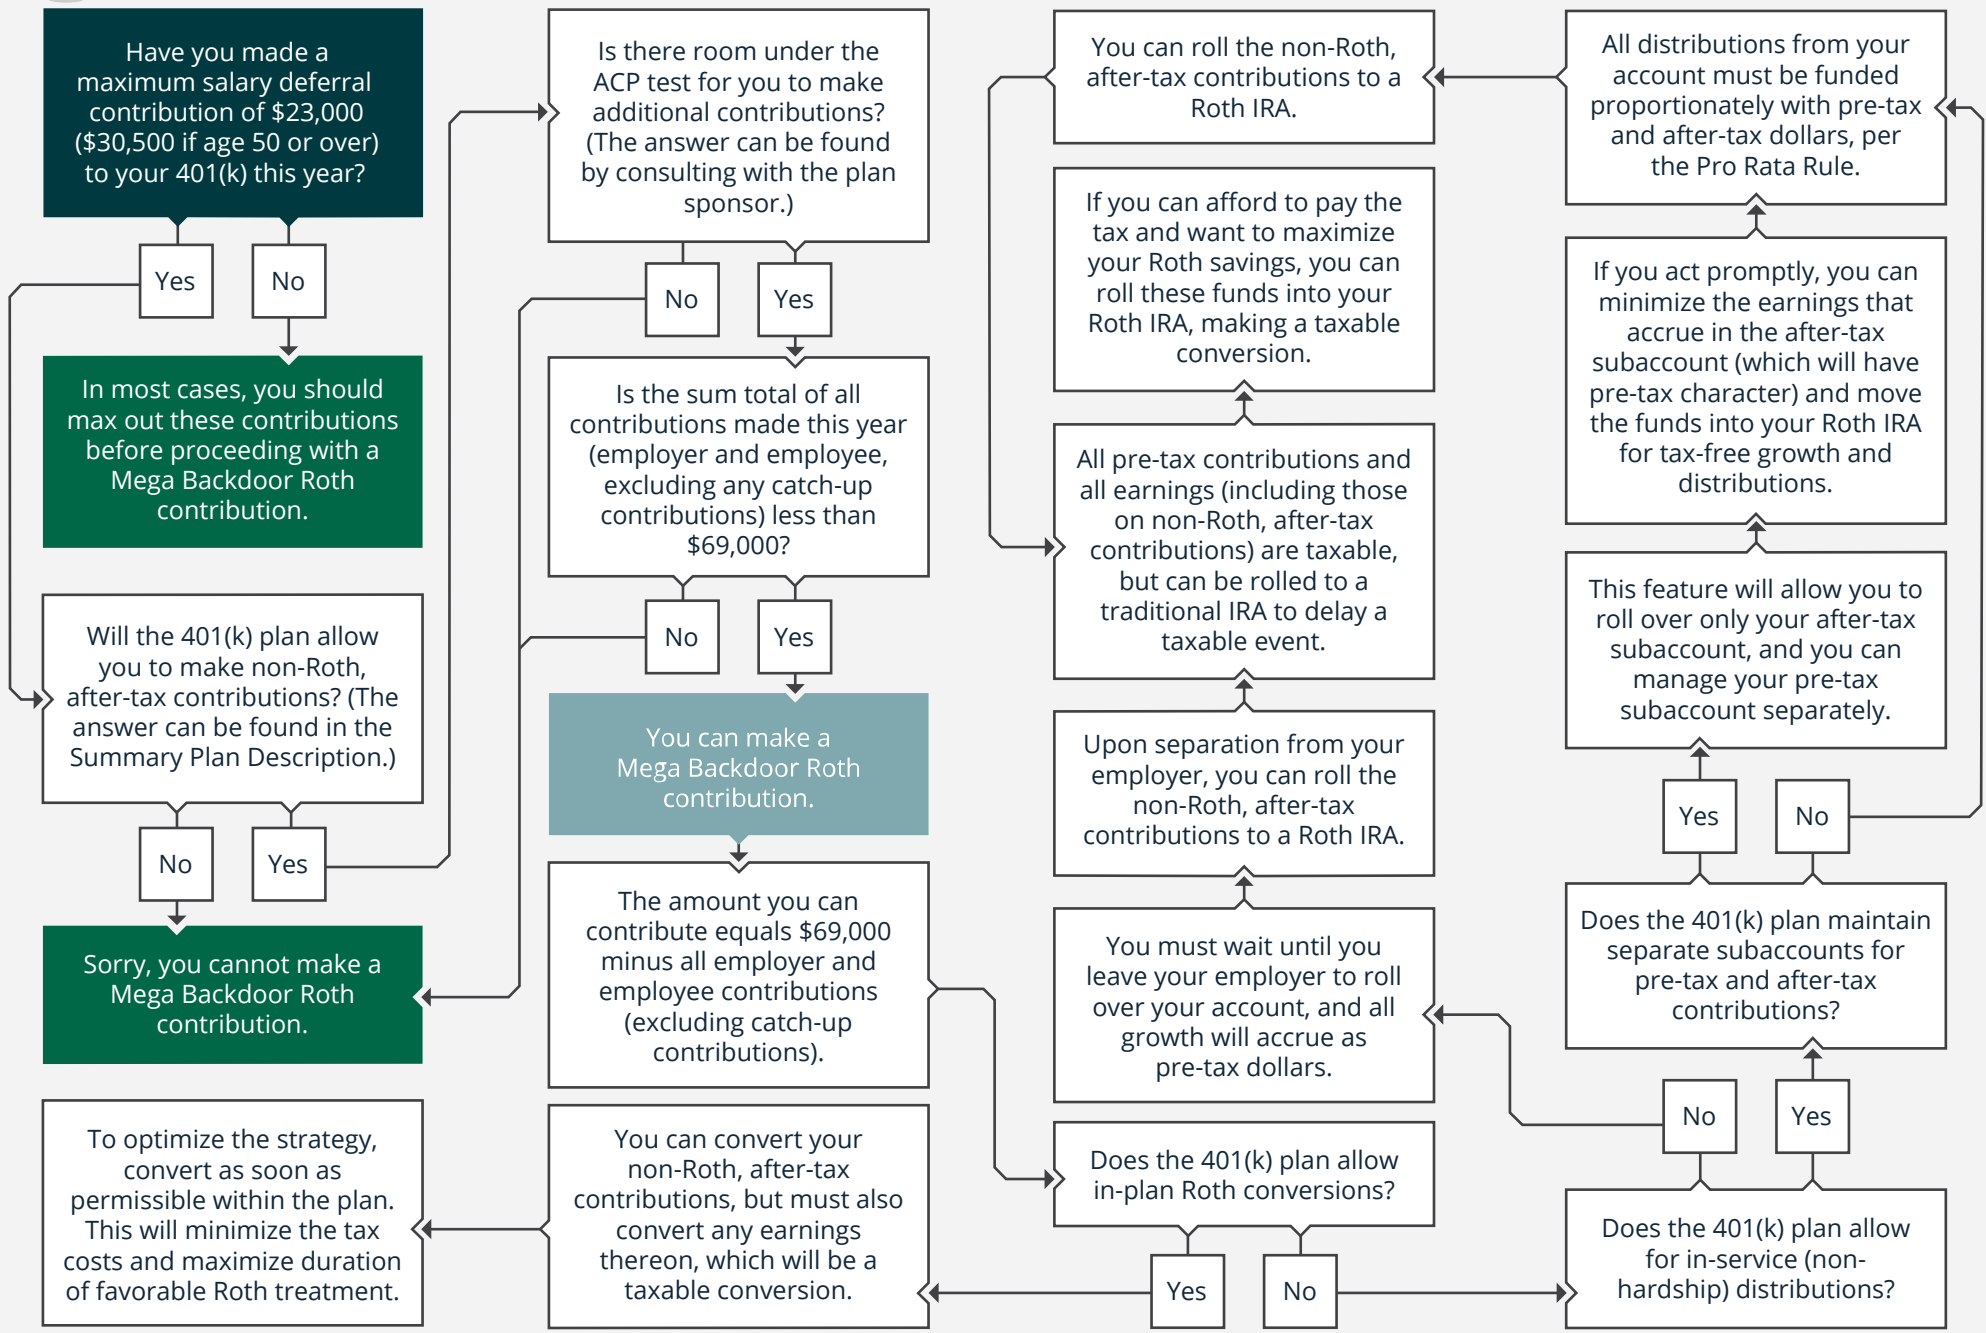 Have you made a
maximum salary deferral
contribution of $23,000
($30,500 if age 50 or over)
to your 401(k) this year?
Yes
No
In most cases, you should
max out these contributions
before proceeding with a
Mega Backdoor Roth
contribution.
Will the 401(k) plan allow
you to make non-Roth,
after-tax contributions? (The
answer can be found in the
Summary Plan Description.)
No
Yes
Sorry, you cannot make a
Mega Backdoor Roth
contribution.
Is there room under the
ACP test for you to make
additional contributions?
(The answer can be found
by consulting with the plan
sponsor.)
No
Yes
Is the sum total of all
contributions made this year
(employer and employee,
excluding any catch-up
contributions) less than
$69,000?
No
Yes
You can make a
Mega Backdoor Roth
contribution.
The amount you can
contribute equals $69,000
minus all employer and
employee contributions
(excluding catch-up
contributions).
Does the 401(k) plan allow
in-plan Roth conversions?
Yes
No
You can convert your
non-Roth, after-tax
contributions, but must also
convert any earnings
thereon, which will be a
taxable conversion.
To optimize the strategy,
convert as soon as
permissible within the plan.
This will minimize the tax
costs and maximize duration
of favorable Roth treatment.
Does the 401(k) plan allow
for in-service (non-
hardship) distributions?
No
Yes
You must wait until you
leave your employer to roll
over your account, and all
growth will accrue as
pre-tax dollars.
Upon separation from your
employer, you can roll the
non-Roth, after-tax
contributions to a Roth IRA.
All pre-tax contributions and
all earnings (including those
on non-Roth, after-tax
contributions) are taxable,
but can be rolled to a
traditional IRA to delay a
taxable event.
If you can afford to pay the
tax and want to maximize
your Roth savings, you can
roll these funds into your
Roth IRA, making a taxable
conversion.
Does the 401(k) plan maintain
separate subaccounts for
pre-tax and after-tax
contributions?
Yes
No
This feature will allow you to
roll over only your after-tax
subaccount, and you can
manage your pre-tax
subaccount separately.
If you act promptly, you can
minimize the earnings that
accrue in the after-tax
subaccount (which will have
pre-tax character) and move
the funds into your Roth IRA
for tax-free growth and
distributions.
All distributions from your
account must be funded
proportionately with pre-tax
and after-tax dollars, per
the Pro Rata Rule.
You can roll the non-Roth,
after-tax contributions to a
Roth IRA.